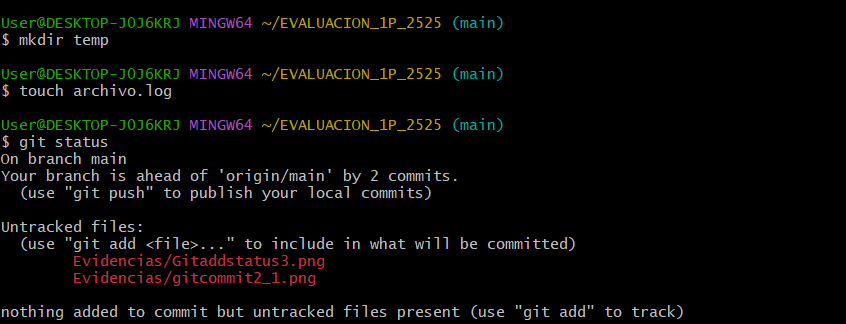 User@DESKTOP-JOJ6KRJ MINGW64 ~/EVALUACION_1P_2525 (main)
$ mkdir temp
User@DESKTOP-JOJ6KRJ MINGW64 ~/EVALUACION_1P_2525 (main)
$ touch archivo.log
User@DESKTOP-JOJ6KRJ MINGW64 ~/EVALUACION_1P_2525 (main)
$ git status
On branch main
Your branch is ahead of 'origin/main' by 2 commits.
  (use "git push" to publish your local commits)
Untracked files:
  (use "git add <file>..." to include in what will be committed)
        Evidencias/Gitaddstatus3.png
        Evidencias/gitcommit2_1.png
nothing added to commit but untracked files present (use "git add" to track)